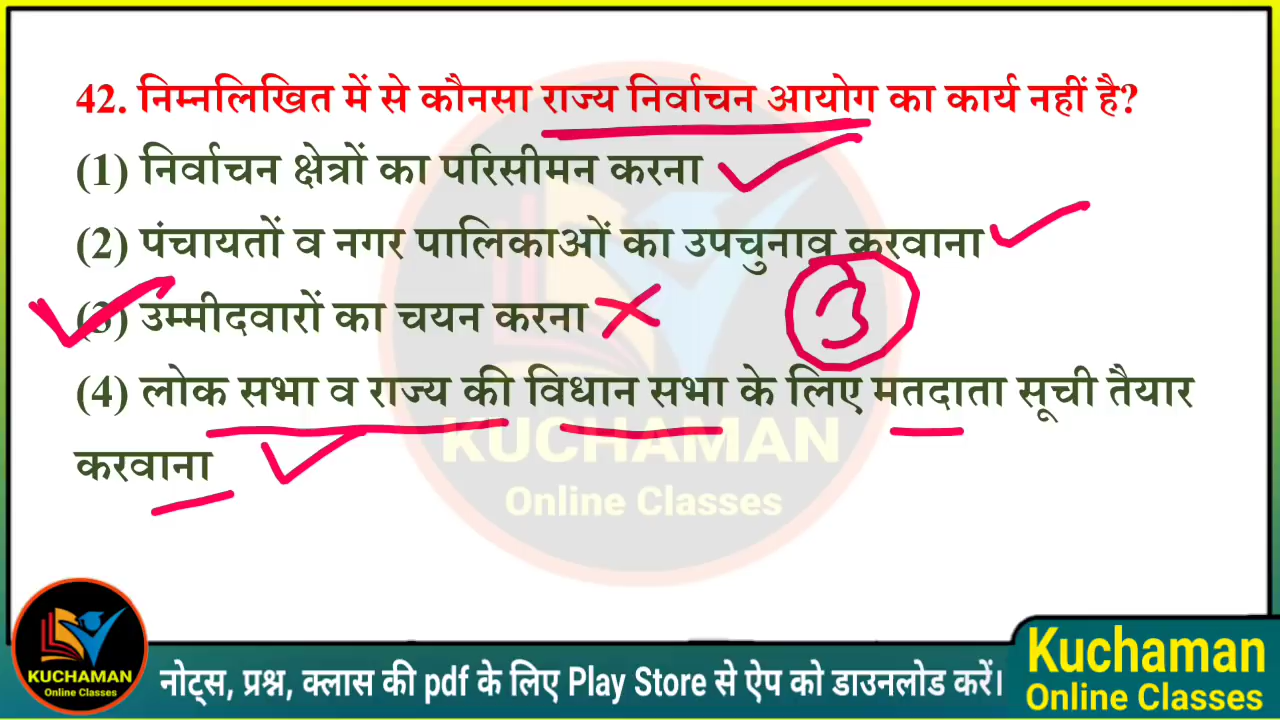 42. निम्नलिखित में से कौनसा राज्य निर्वाचन आयोग का कार्य नहीं है?
(1) निर्वाचन क्षेत्रों का परिसीमन करना
(2) पंचायतों व नगर पालिकाओं का उपचुनाव करवाना
(3) उम्मीदवारों का चयन करना
3
(4) लोक सभा व राज्य की विधान सभा के लिए मतदाता सूची तैयार
करवाना
KUCHAMAN
Online Classes
KUCHAMAN
Online Classes
नोट्स, प्रश्न, क्लास की pdf के लिए Play Store से ऐप को डाउनलोड करें।
Kuchaman
Online Classes